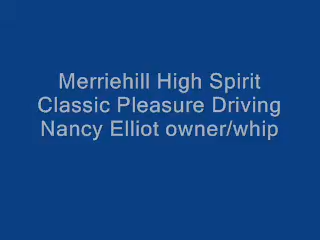 Merriehill High Spirit
Classic Pleasure Driving
Nancy Elliot owner/whip